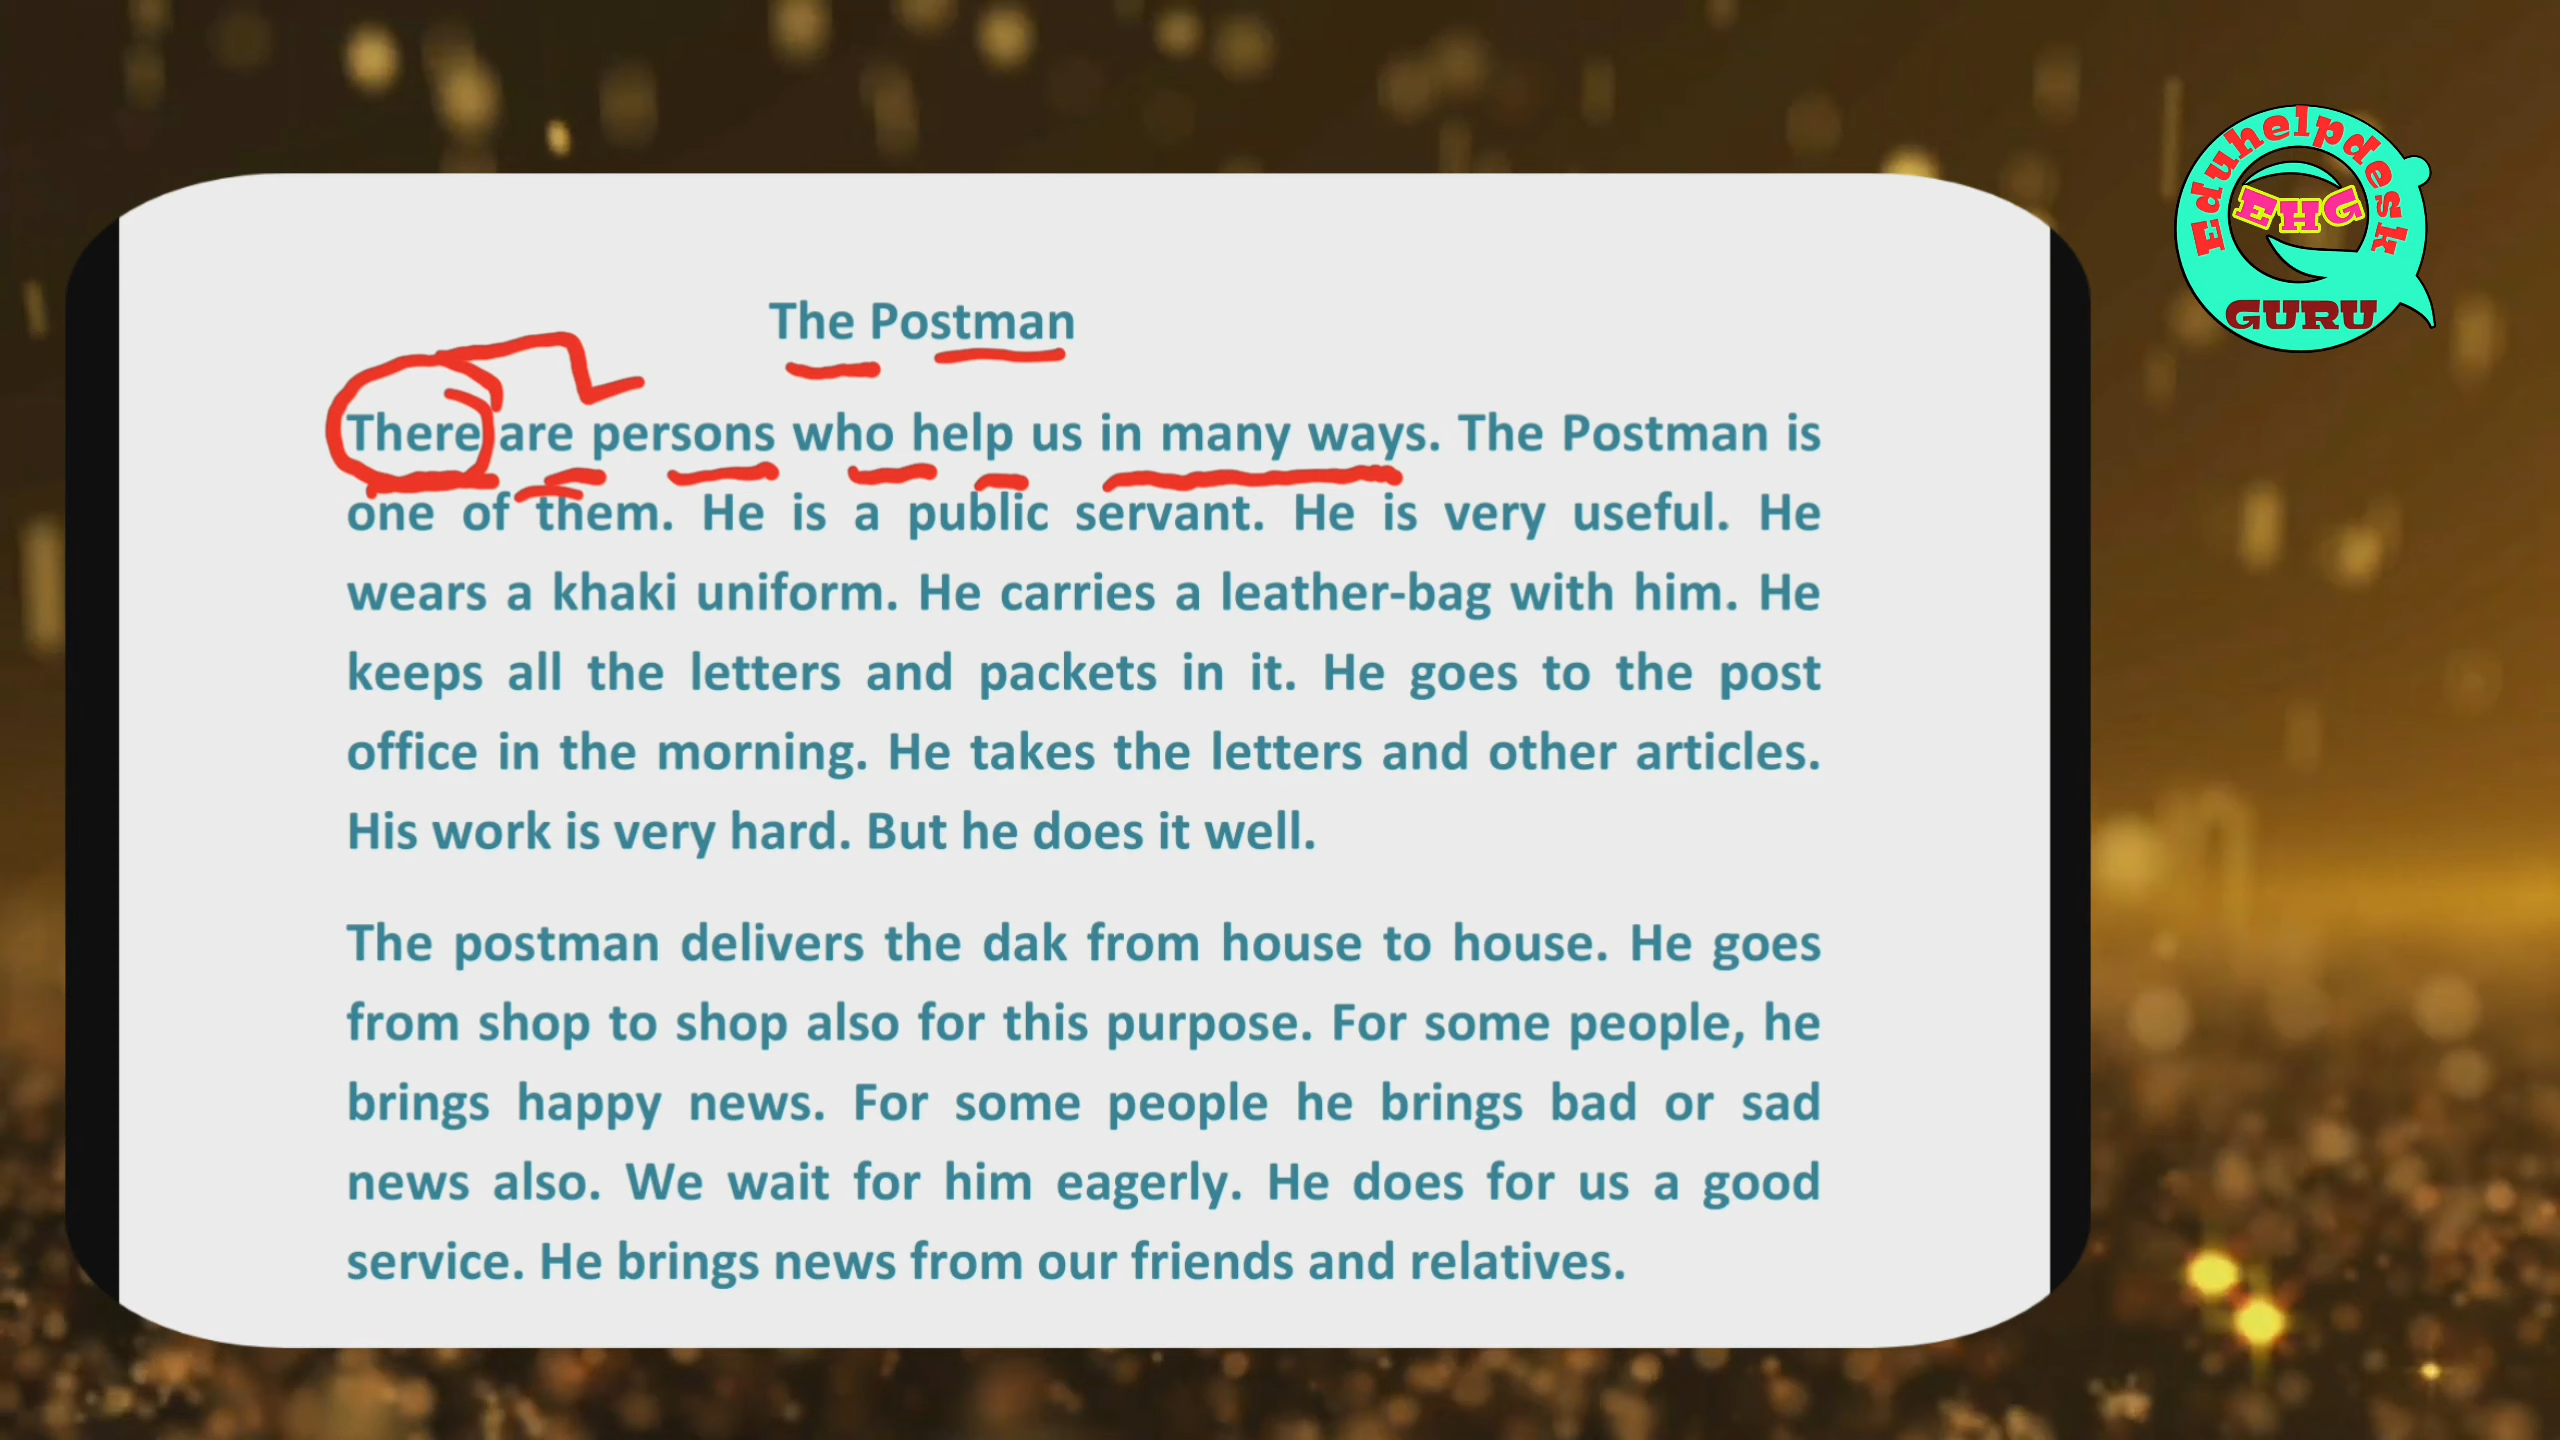 The Postman
There are persons who help us in many ways. The Postman is
one of them. He is a public servant. He is very useful. He
wears a khaki uniform. He carries a leather-bag with him. He
keeps all the letters and packets in it. He goes to the post
office in the morning. He takes the letters and other articles.
His work is very hard. But he does it well.
The postman delivers the dak from house to house. He goes
from shop to shop also for this purpose. For some people, he
brings happy news. For some people he brings bad or sad
news also. We wait for him eagerly. He does for us a good
service. He brings news from our friends and relatives.
Eduhelpdesk
EHG
GURU